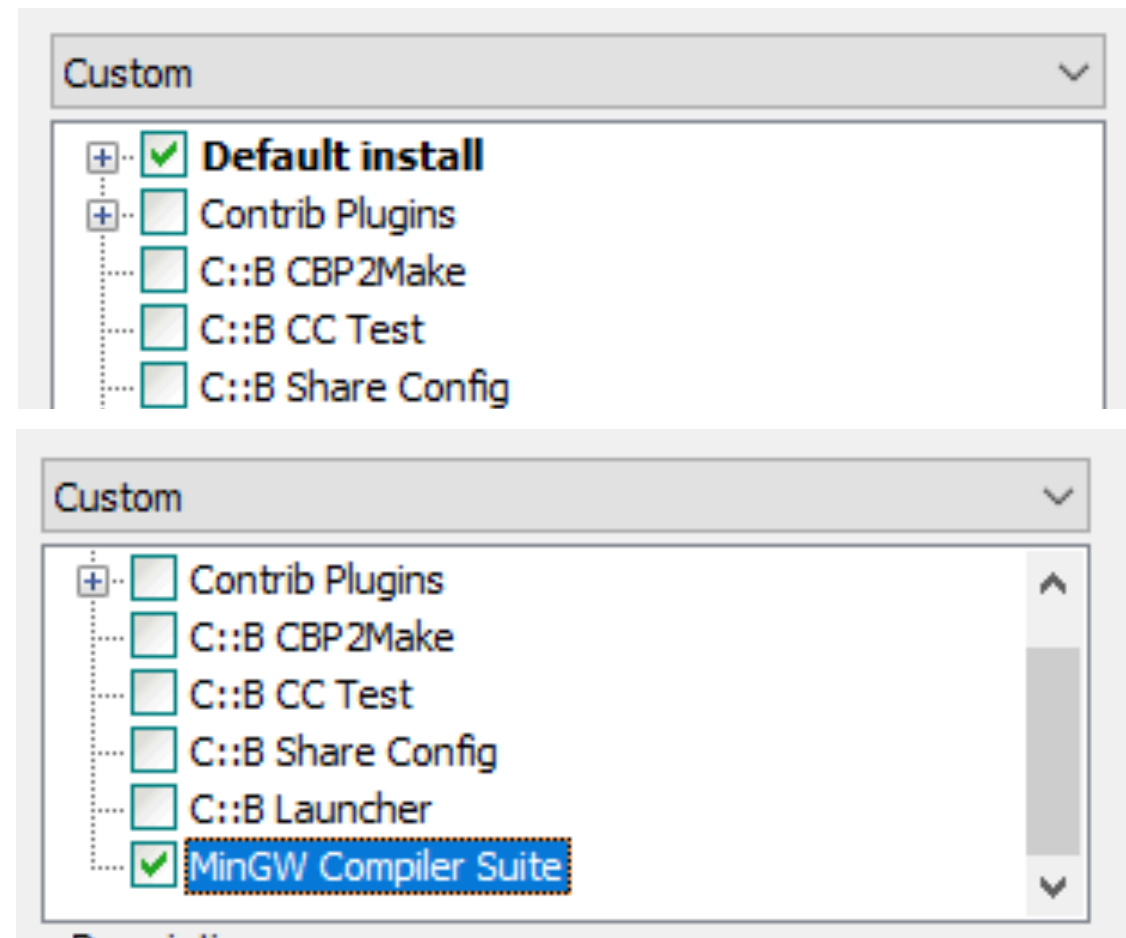 Custom
Default install
Contrib Plugins
C::B CBP2Make
C::B CC Test
C::B Share Config
Custom
Contrib Plugins
C::B CBP2Make
C::B CC Test
C::B Share Config
C::B Launcher
MinGW Compiler Suite